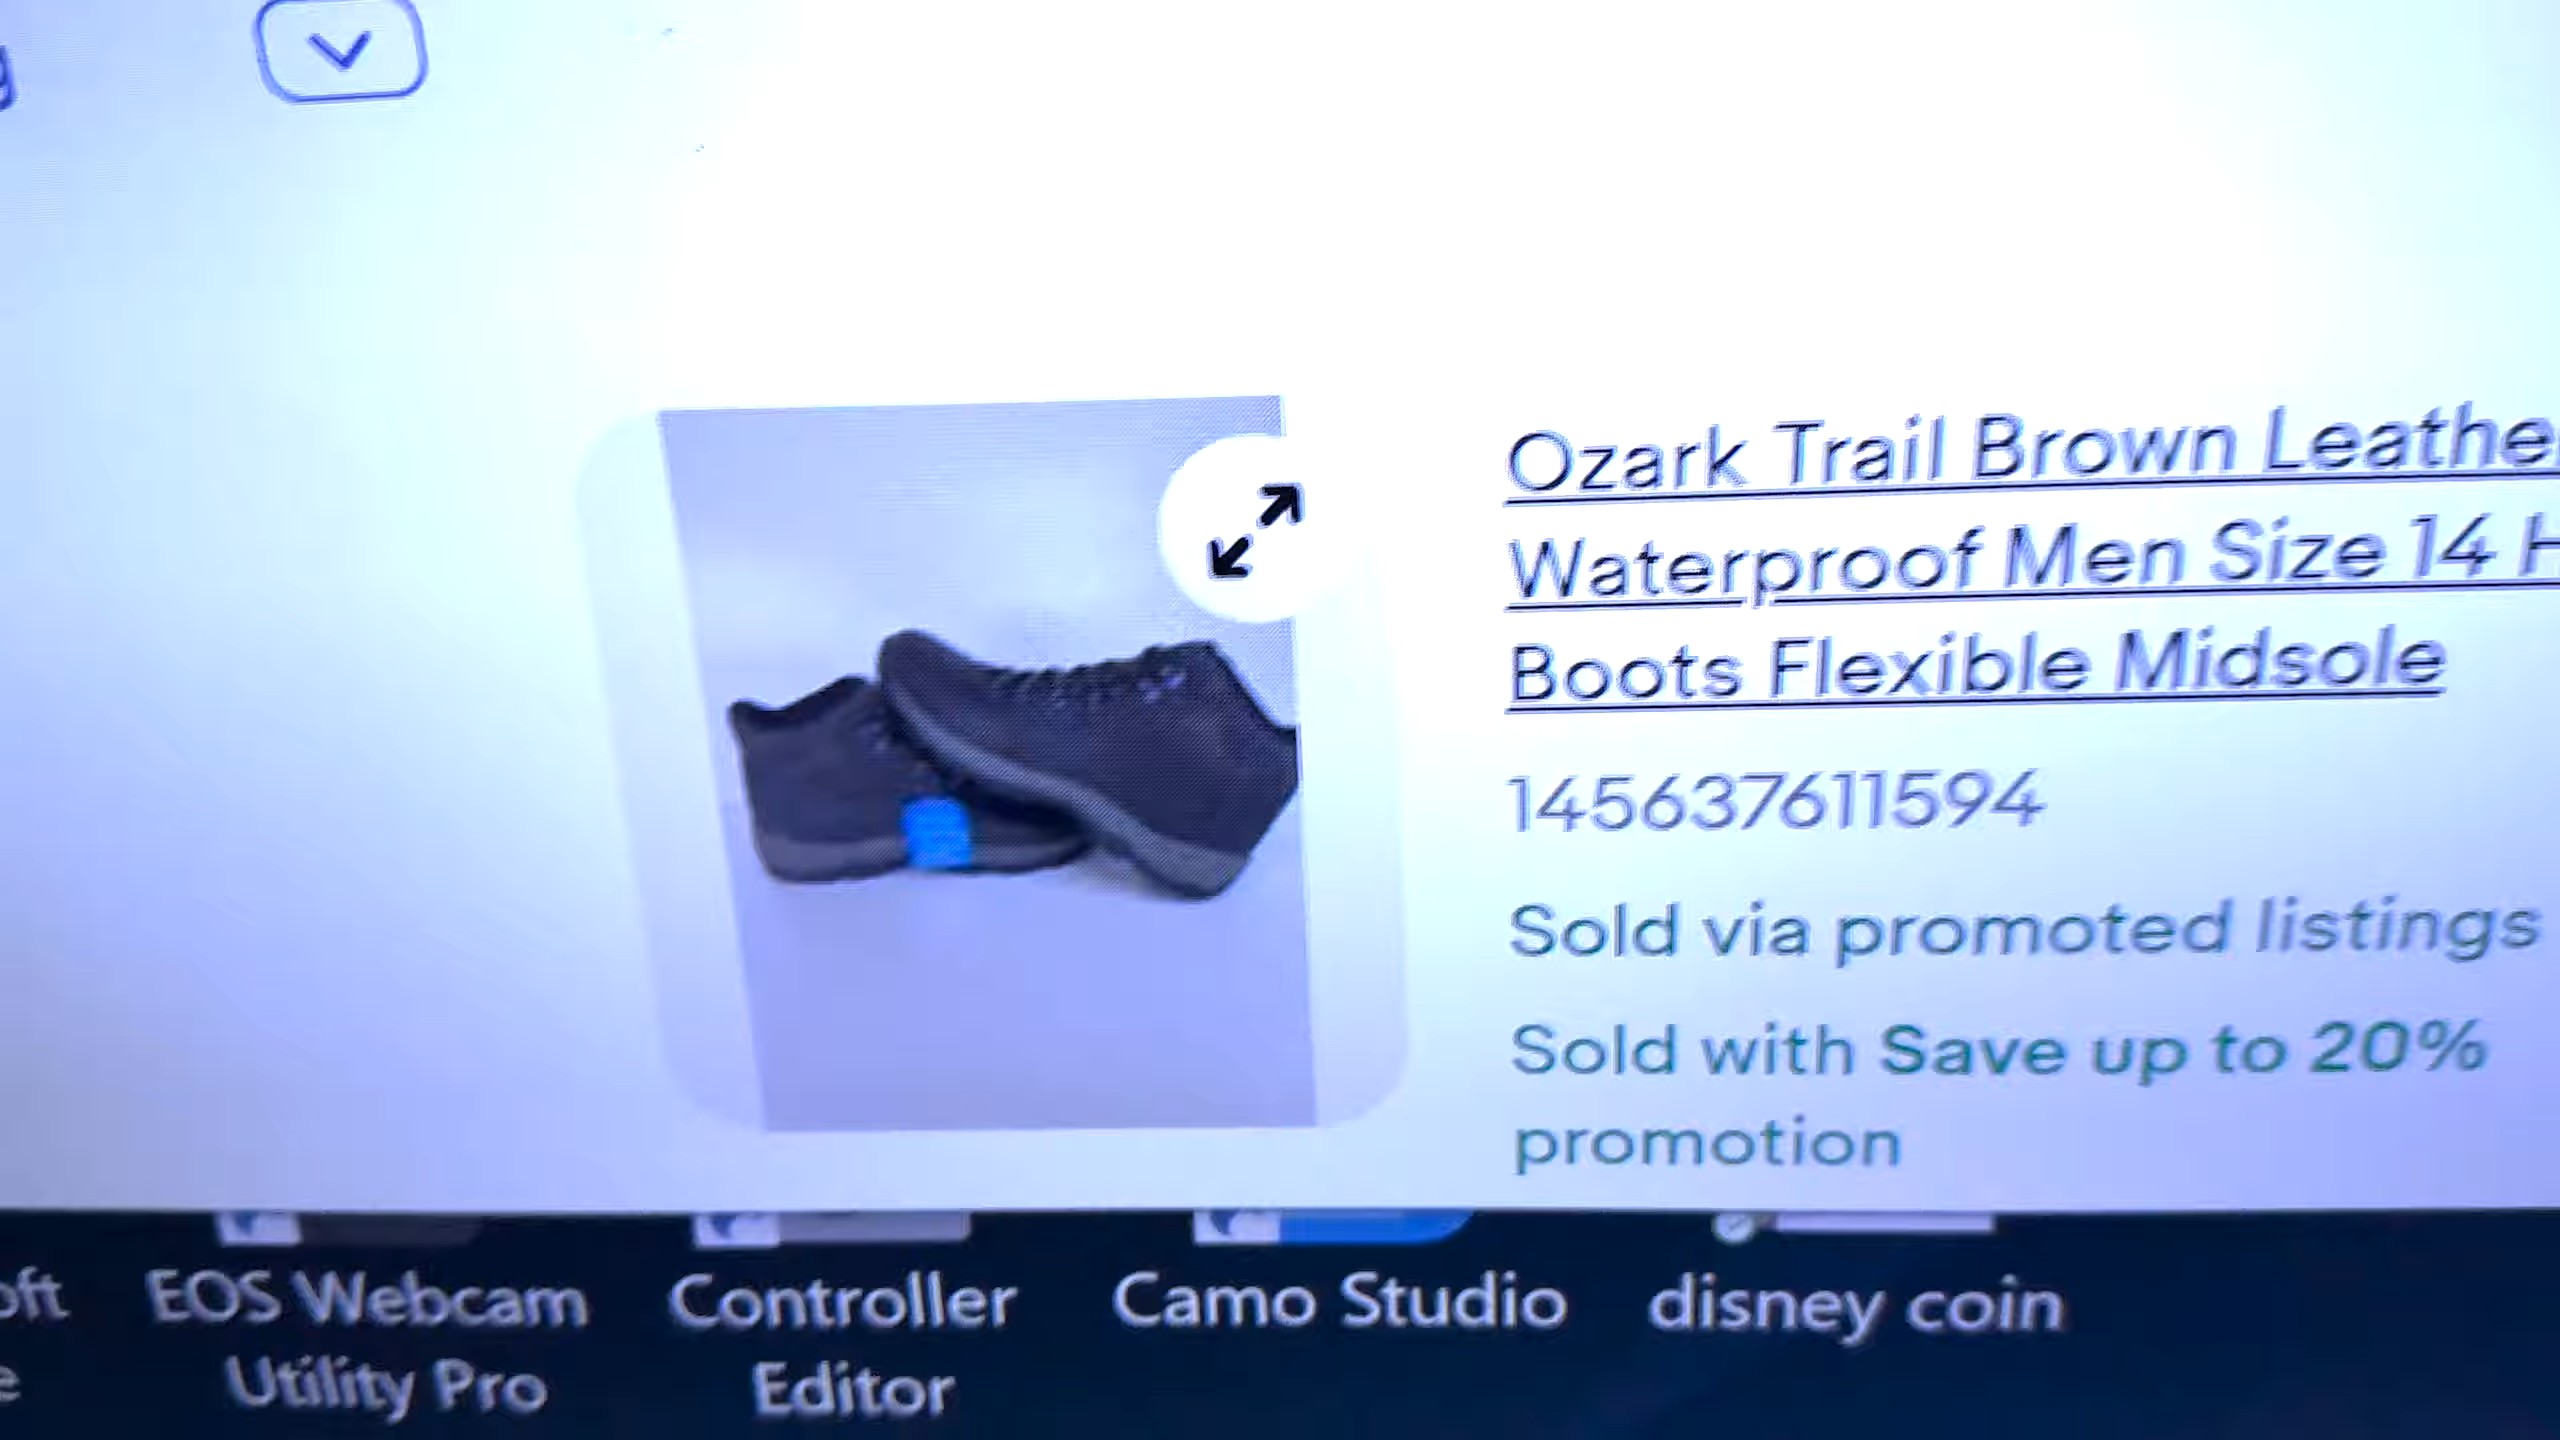 Ozark Trail Brown Leathe
Waterproof Men Size 14 H
Boots Flexible Midsole
145637611594
Sold via promoted listings
Sold with Save up to 20%
promotion
oft
EOS Webcam
Utility Pro
Controller
Editor
Camo Studio
disney coin